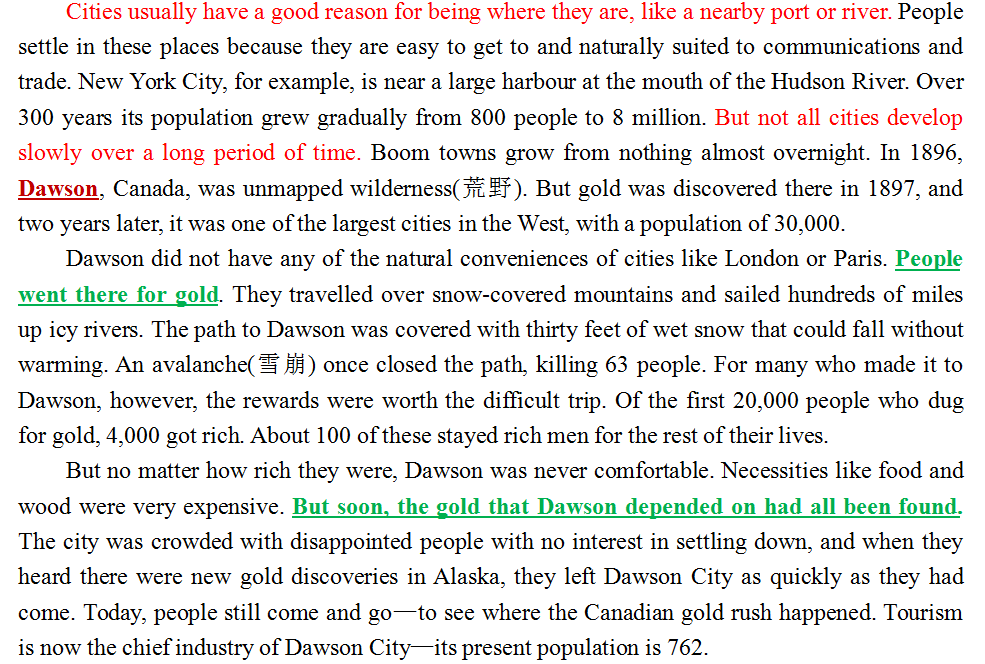 Cities usually have a good reason for being where they are, like a nearby port or river. People
settle in these places because they are easy to get to and naturally suited to communications and
trade. New York City, for example, is near a large harbour at the mouth of the Hudson River. Over
300 years its population grew gradually from 800 people to 8 million. But not all cities develop
slowly over a long period of time. Boom towns grow from nothing almost overnight. In 1896,
Dawson, Canada, was unmapped wilderness(荒野). But gold was discovered there in 1897, and
two years later, it was one of the largest cities in the West, with a population of 30,000.
Dawson did not have any of the natural conveniences of cities like London or Paris. People
went there for gold. They travelled over snow-covered mountains and sailed hundreds of miles
up icy rivers. The path to Dawson was covered with thirty feet of wet snow that could fall without
warming. An avalanche(雪崩) once closed the path, killing 63 people. For many who made it to
Dawson, however, the rewards were worth the difficult trip. Of the first 20,000 people who dug
for gold, 4,000 got rich. About 100 of these stayed rich men for the rest of their lives.
But no matter how rich they were, Dawson was never comfortable. Necessities like food and
wood were very expensive. But soon, the gold that Dawson depended on had all been found.
The city was crowded with disappointed people with no interest in settling down, and when they
heard there were new gold discoveries in Alaska, they left Dawson City as quickly as they had
come. Today, people still come and go—to see where the Canadian gold rush happened. Tourism
is now the chief industry of Dawson City—its present population is 762.